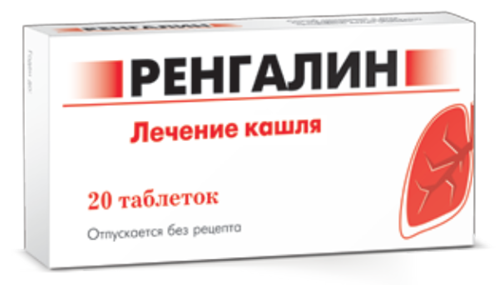 РЕНГАЛИН
Лечение кашля
20 таблеток
Отпускается без рецепта